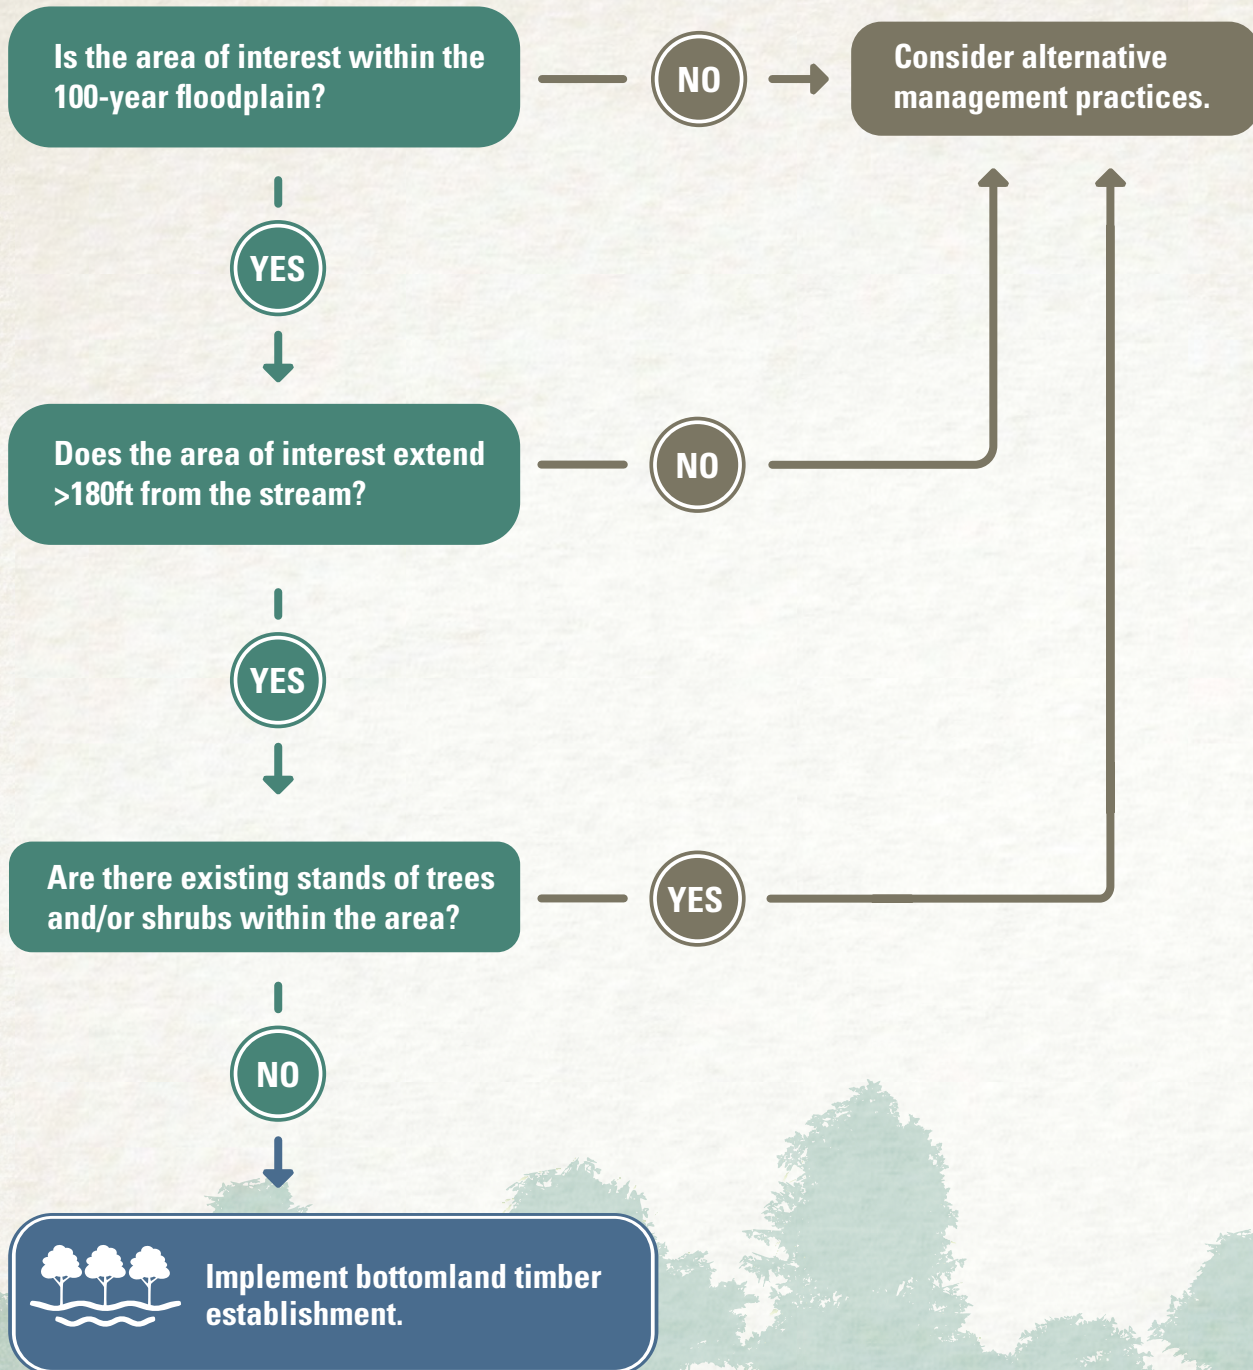 Is the area of interest within the
100-year floodplain?
NO
Consider alternative
management practices.
YES
Does the area of interest extend
>180ft from the stream?
NO
YES
Are there existing stands of trees
and/or shrubs within the area?
YES
NO
Implement bottomland timber
establishment.